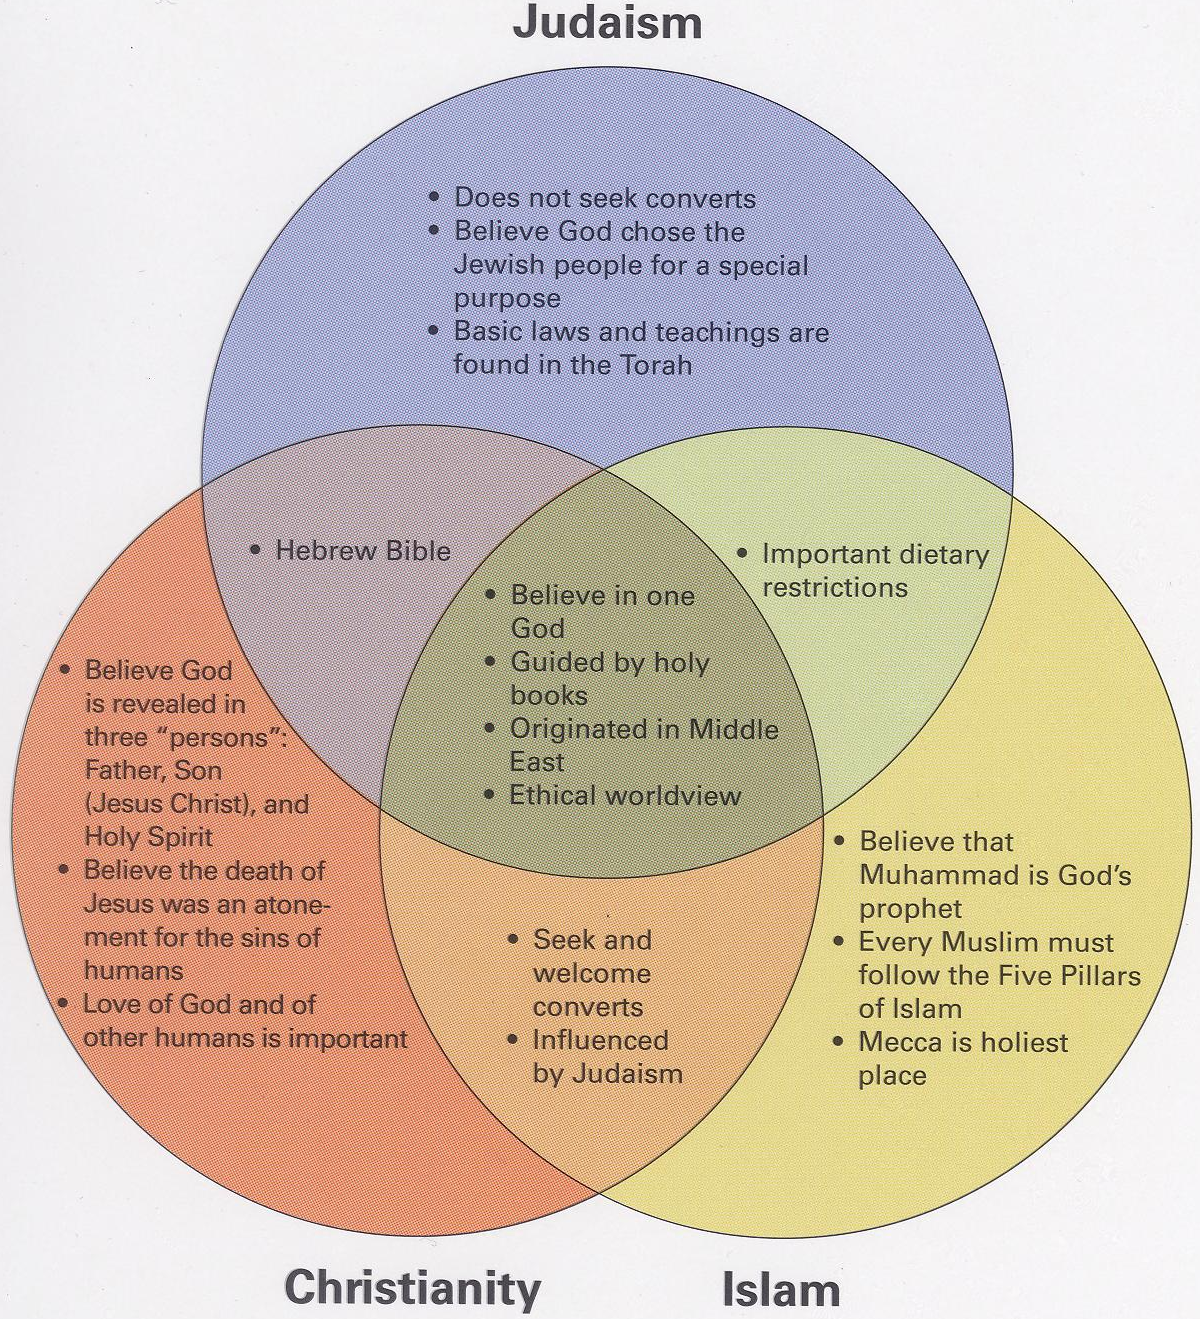 Judaism
• Does not seek converts
• Believe God chose the
Jewish people for a special
purpose
• Basic laws and teachings are
found in the Torah
• Hebrew Bible
• Important dietary
restrictions
• Believe in one
God
• Guided by holy
books
• Originated in Middle
East
• Ethical worldview
• Believe God
is revealed in
three “persons”:
Father, Son
(Jesus Christ), and
Holy Spirit
• Believe the death of
Jesus was an atone-
ment for the sins of
humans
• Love of God and of
other humans is important
• Seek and
welcome
converts
• Influenced
by Judaism
• Believe that
Muhammad is God’s
prophet
• Every Muslim must
follow the Five Pillars
of Islam
• Mecca is holiest
place
Christianity
Islam